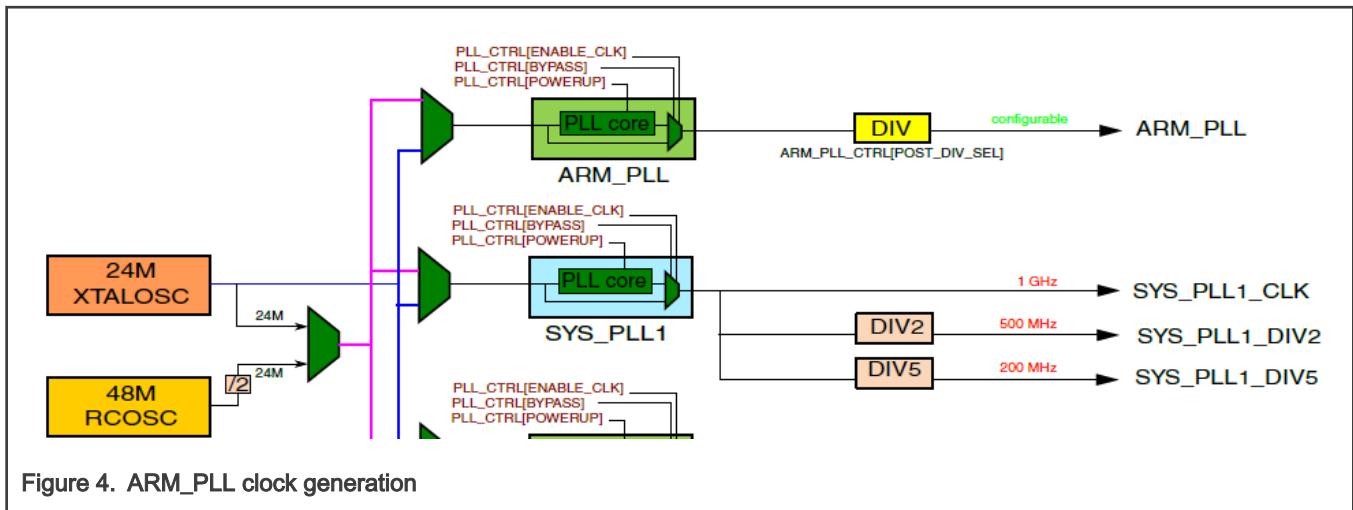 PLL_CTRL[ENABLE_CLK]
PLL_CTRL[BYPASS]
PLL_CTRL[POWERUP]
PLL core
ARM_PLL
DIV
ARM_PLL_CTRL[POST_DIV_SEL]
configurable
ARM_PLL
PLL_CTRL[ENABLE_CLK]
PLL_CTRL[BYPASS]
PLL_CTRL[POWERUP]
PLL core
SYS_PLL1
24M
XTALOSC
24M
/2
24M
48M
RCOSC
1 GHz
SYS_PLL1_CLK
DIV2
500 MHz
SYS_PLL1_DIV2
DIV5
200 MHz
SYS_PLL1_DIV5
PLL_CTRL[ENABLE_CLK]
PLL_CTRL[BYPASS]
PLL_CTRL[POWERUP]
Figure 4. ARM_PLL clock generation